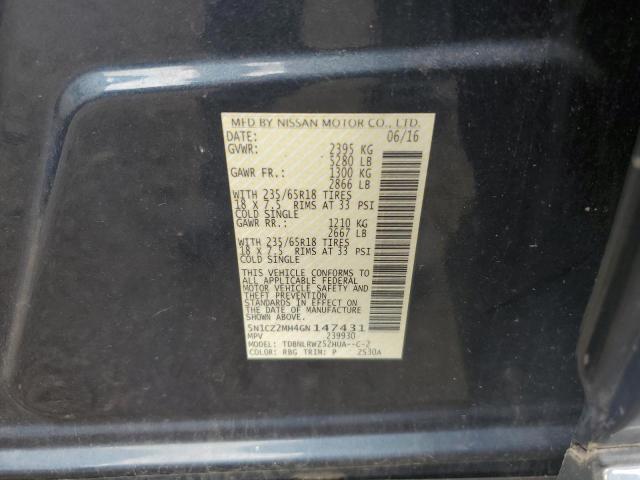 MFD BY NISSAN MOTOR CO., LTD.
DATE: 06/16
GVWR: 2395 KG
5280 LB
GAWR FR.: 1300 KG
2866 LB
WITH 235/65R18 TIRES
18 X 7.5 RIMS AT 33 PSI
COLD SINGLE
GAWR RR.: 1210 KG
2667 LB
WITH 235/65R18 TIRES
18 X 7.5 RIMS AT 33 PSI
COLD SINGLE
THIS VEHICLE CONFORMS TO
ALL APPLICABLE FEDERAL
MOTOR VEHICLE SAFETY AND
THEFT PREVENTION
STANDARDS IN EFFECT ON
THE DATE OF MANUFACTURE
SHOWN ABOVE.
5N1CZ2MH4GN147431
MPV 239930
MODEL: TDBNLRWZ52HUA--C-2
COLOR: RBG TRIM: P 2530A